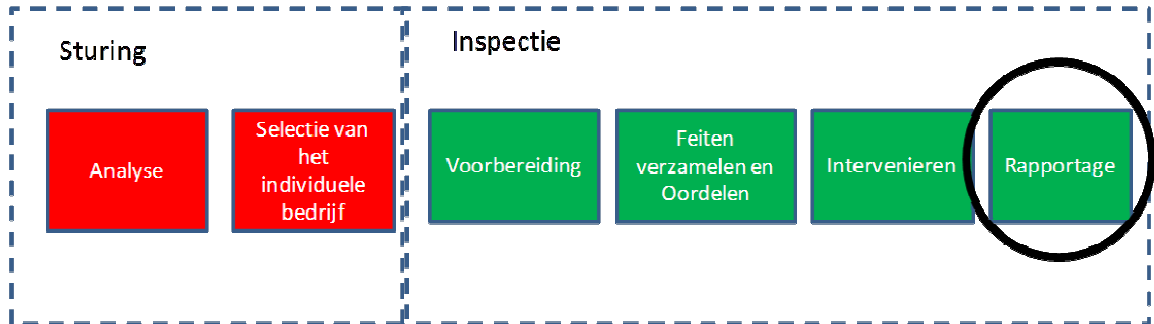 Sturing
Analyse
Selectie van
het
individuele
bedrijf
Inspectie
Voorbereiding
Feiten
verzamelen en
Oordelen
Intervenieren
Rapportage